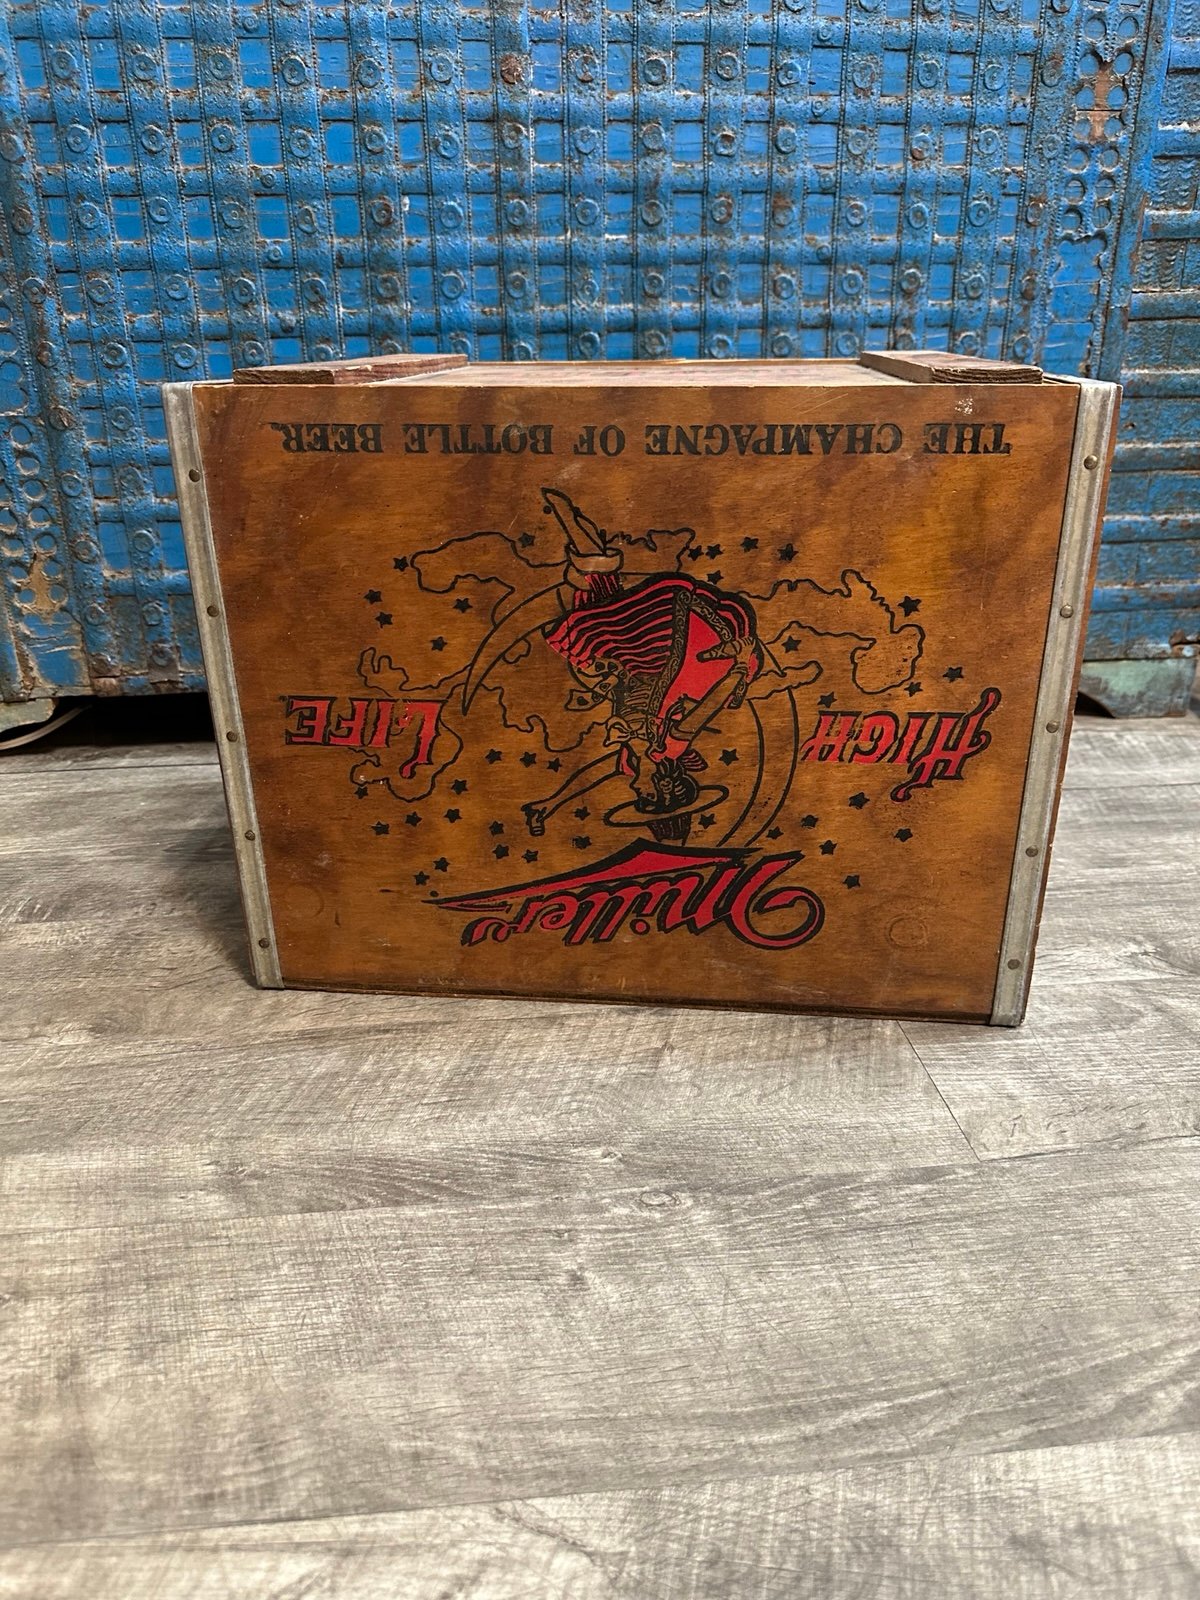 Miller
HIGH LIFE
THE CHAMPAGNE OF BOTTLE BEER